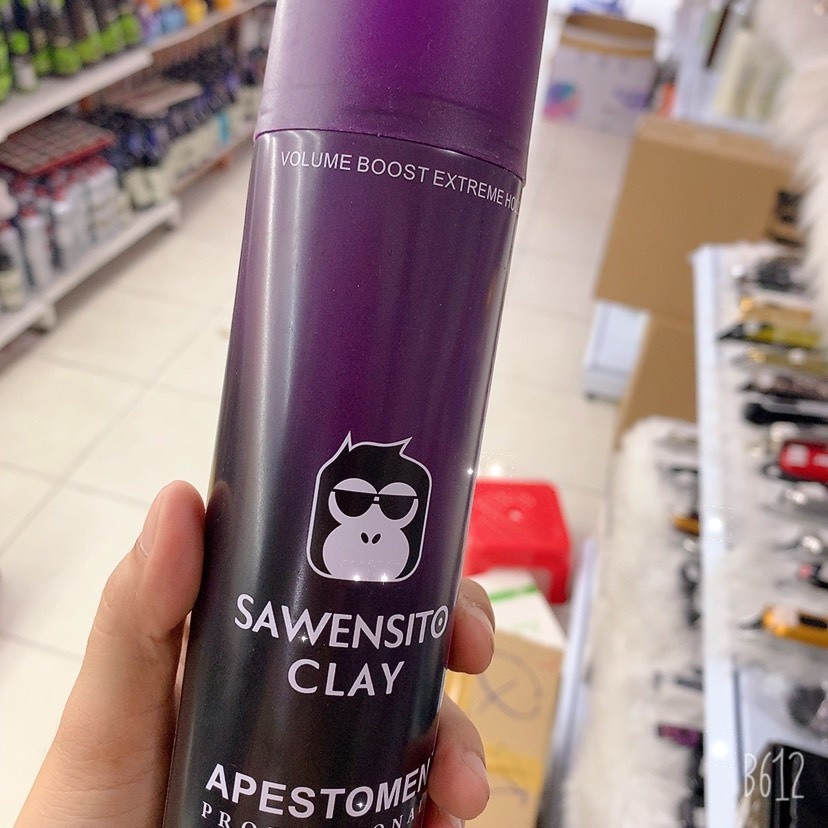 VOLUME BOOST EXTREME HO
SAWENSITO
CLAY
APESTOMEN
B612